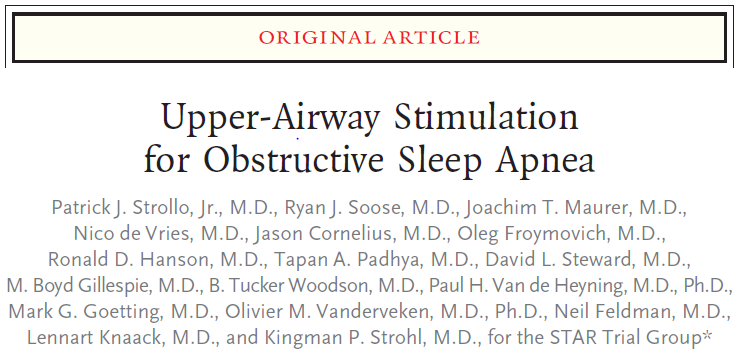 ORIGINAL ARTICLE
Upper-Airway Stimulation
for Obstructive Sleep Apnea
Patrick J. Strollo, Jr., M.D., Ryan J. Soose, M.D., Joachim T. Maurer, M.D.,
Nico de Vries, M.D., Jason Cornelius, M.D., Oleg Froymovich, M.D.,
Ronald D. Hanson, M.D., Tapan A. Padhya, M.D., David L. Steward, M.D.,
M. Boyd Gillespie, M.D., B. Tucker Woodson, M.D., Paul H. Van de Heyning, M.D., Ph.D.,
Mark G. Goetting, M.D., Olivier M. Vanderveken, M.D., Ph.D., Neil Feldman, M.D.,
Lennart Knaack, M.D., and Kingman P. Strohl, M.D., for the STAR Trial Group*